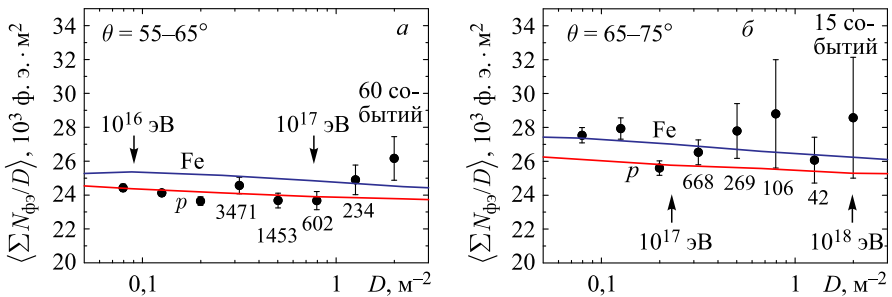 θ = 55–65°
а
60 со-
бытий
10¹⁶ эВ
10¹⁷ эВ
Fe
p
3471
1453
602
234
34
32
30
28
26
24
22
20
0,1
1
D, м⁻²
⟨∑Nфэ/D⟩, 10³ ф. э. · м²
θ = 65–75°
б
15 со-
бытий
Fe
p
668
269
106
42
10¹⁷ эВ
10¹⁸ эВ
34
32
30
28
26
24
22
20
0,1
1
D, м⁻²
⟨∑Nфэ/D⟩, 10³ ф. э. · м²